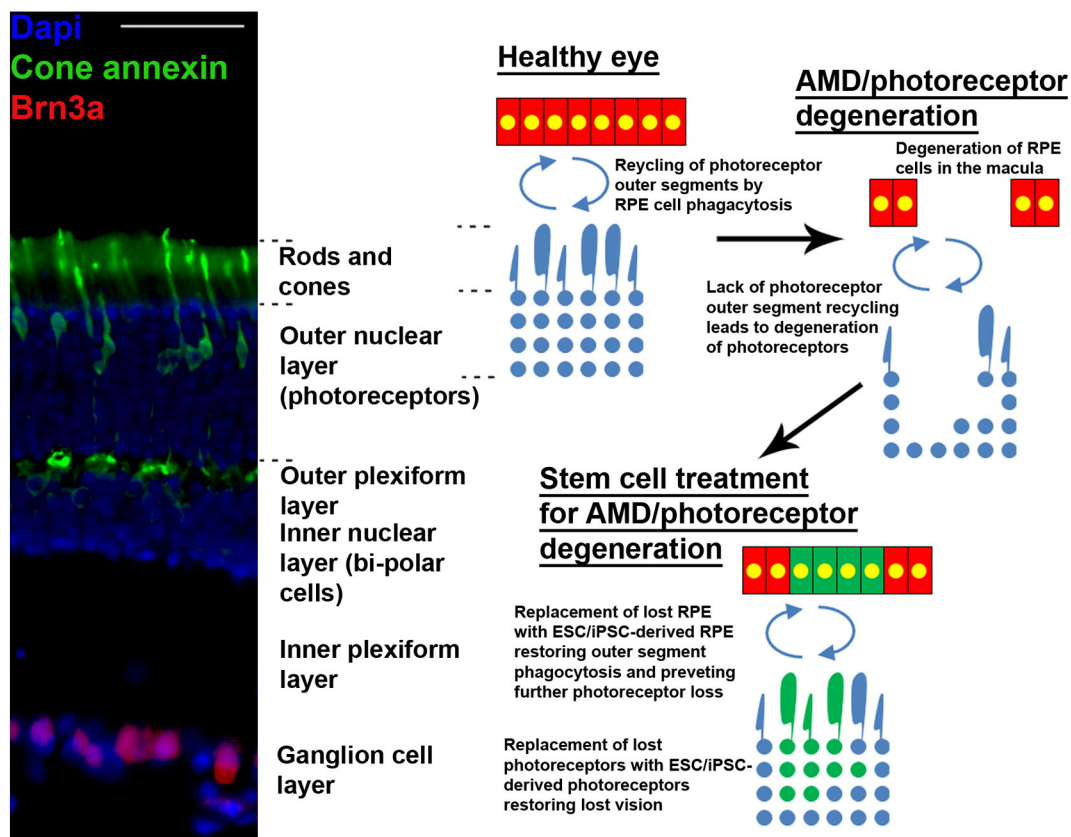 Dapi
Cone annexin
Brn3a
Rods and
cones
Outer nuclear
layer
(photoreceptors)
Outer plexiform
layer
Inner nuclear
layer (bi-polar
cells)
Inner plexiform
layer
Ganglion cell
layer
Healthy eye
Reycling of photoreceptor
outer segments by
RPE cell phagacytosis
AMD/photoreceptor
degeneration
Degeneration of RPE
cells in the macula
Lack of photoreceptor
outer segment recycling
leads to degeneration
of photoreceptors
Stem cell treatment
for AMD/photoreceptor
degeneration
Replacement of lost RPE
with ESC/iPSC-derived RPE
restoring outer segment
phagocytosis and preveting
further photoreceptor loss
Replacement of lost
photoreceptors with ESC/iPSC-
derived photoreceptors
restoring lost vision